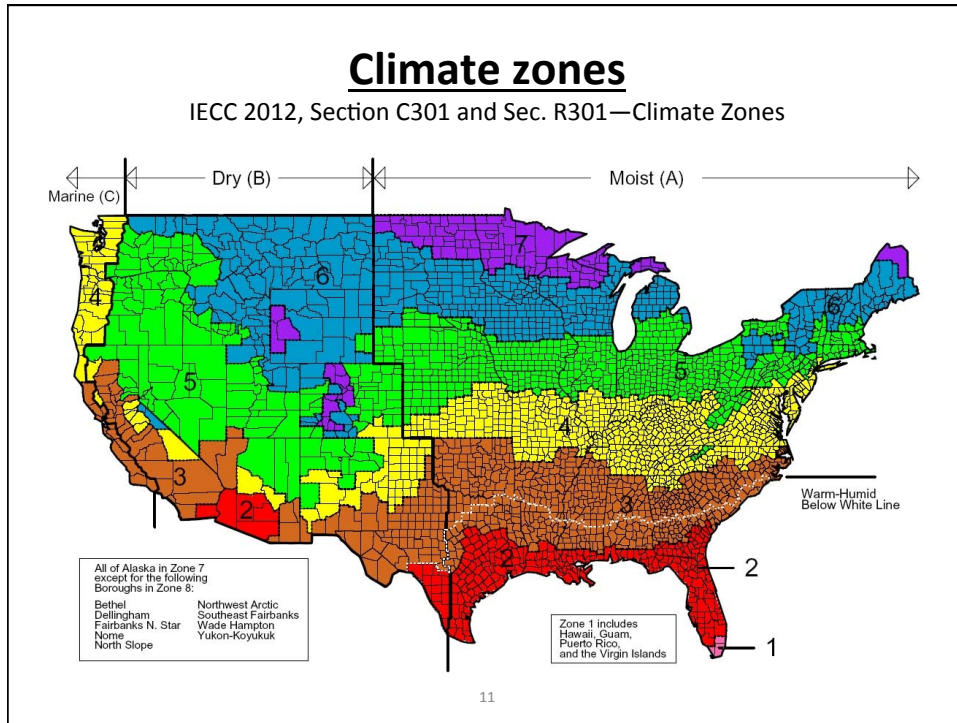 Climate zones
IECC 2012, Section C301 and Sec. R301—Climate Zones
Marine (C)
Dry (B)
Moist (A)
7
6
6
4
5
5
4
3
3
2
2
Warm-Humid
Below White Line
2
1
All of Alaska in Zone 7
except for the following
Boroughs in Zone 8:
Bethel
Dellingham
Fairbanks N. Star
Nome
North Slope
Northwest Arctic
Southeast Fairbanks
Wade Hampton
Yukon-Koyukuk
Zone 1 includes
Hawaii, Guam,
Puerto Rico,
and the Virgin Islands
11